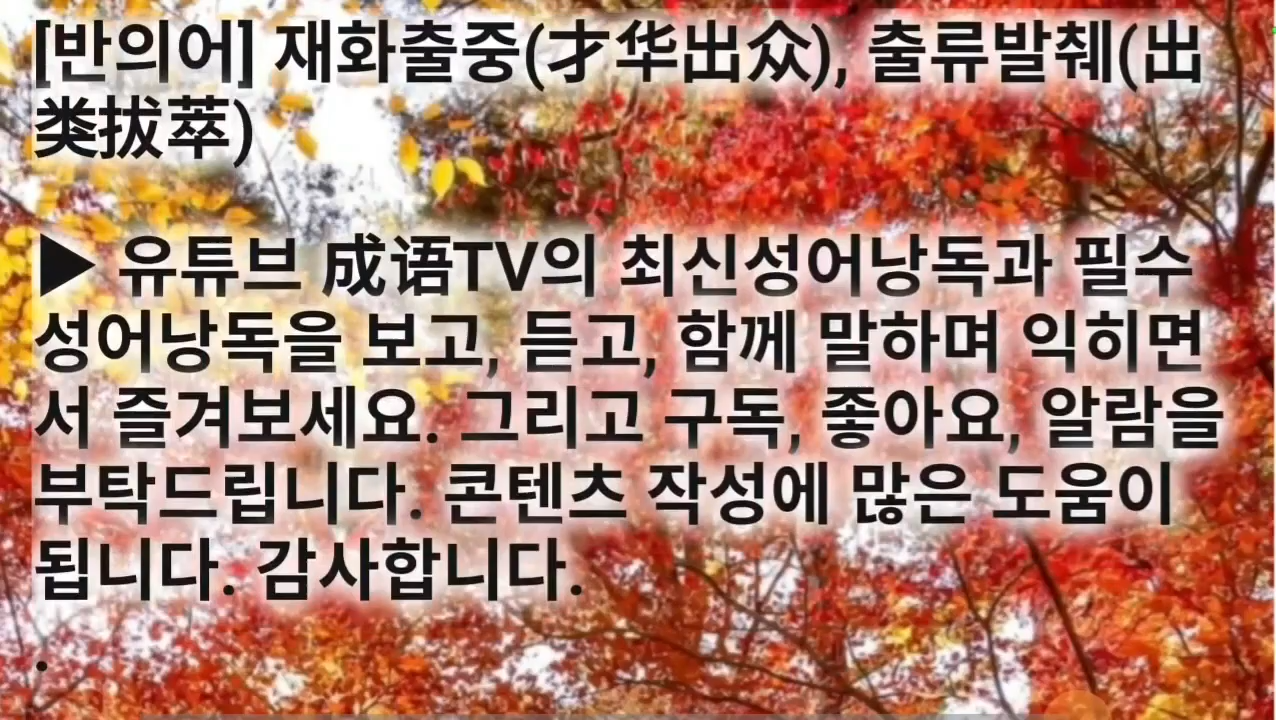 [반의어] 재화출중(才华出众), 출류발췌(出
类拔萃)
▶ 유튜브 成语TV의 최신성어낭독과 필수
성어낭독을 보고, 듣고, 함께 말하며 익히면
서 즐겨보세요. 그리고 구독, 좋아요, 알람을
부탁드립니다. 콘텐츠 작성에 많은 도움이
됩니다. 감사합니다.
.